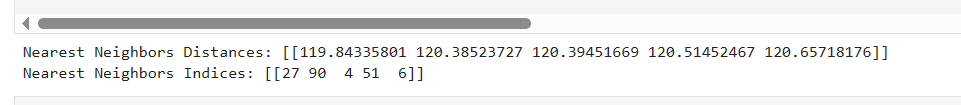 Nearest Neighbors Distances: [[119.84335801 120.38523727 120.39451669 120.51452467 120.65718176]]
Nearest Neighbors Indices: [[27 90  4 51  6]]